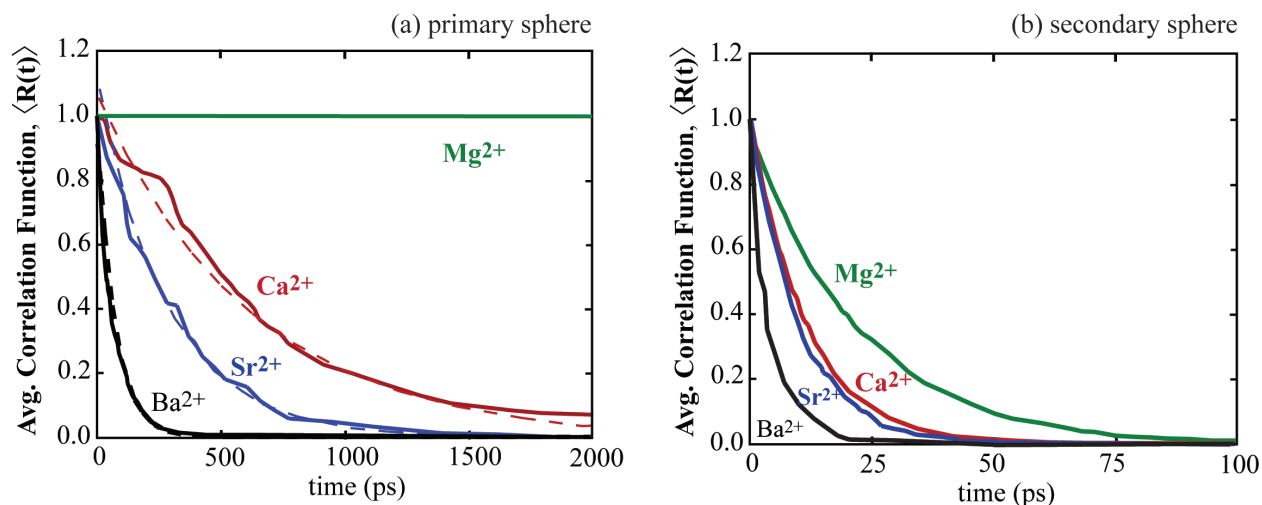 (a) primary sphere
Avg. Correlation Function, ⟨R(t)⟩
1.2
1.0
0.8
0.6
0.4
0.2
0.0
Mg²⁺
Ca²⁺
Sr²⁺
Ba²⁺
0 500 1000 1500 2000
time (ps)
(b) secondary sphere
Avg. Correlation Function, ⟨R(t)⟩
1.2
1.0
0.8
0.6
0.4
0.2
0.0
Mg²⁺
Ca²⁺
Sr²⁺
Ba²⁺
0 25 50 75 100
time (ps)